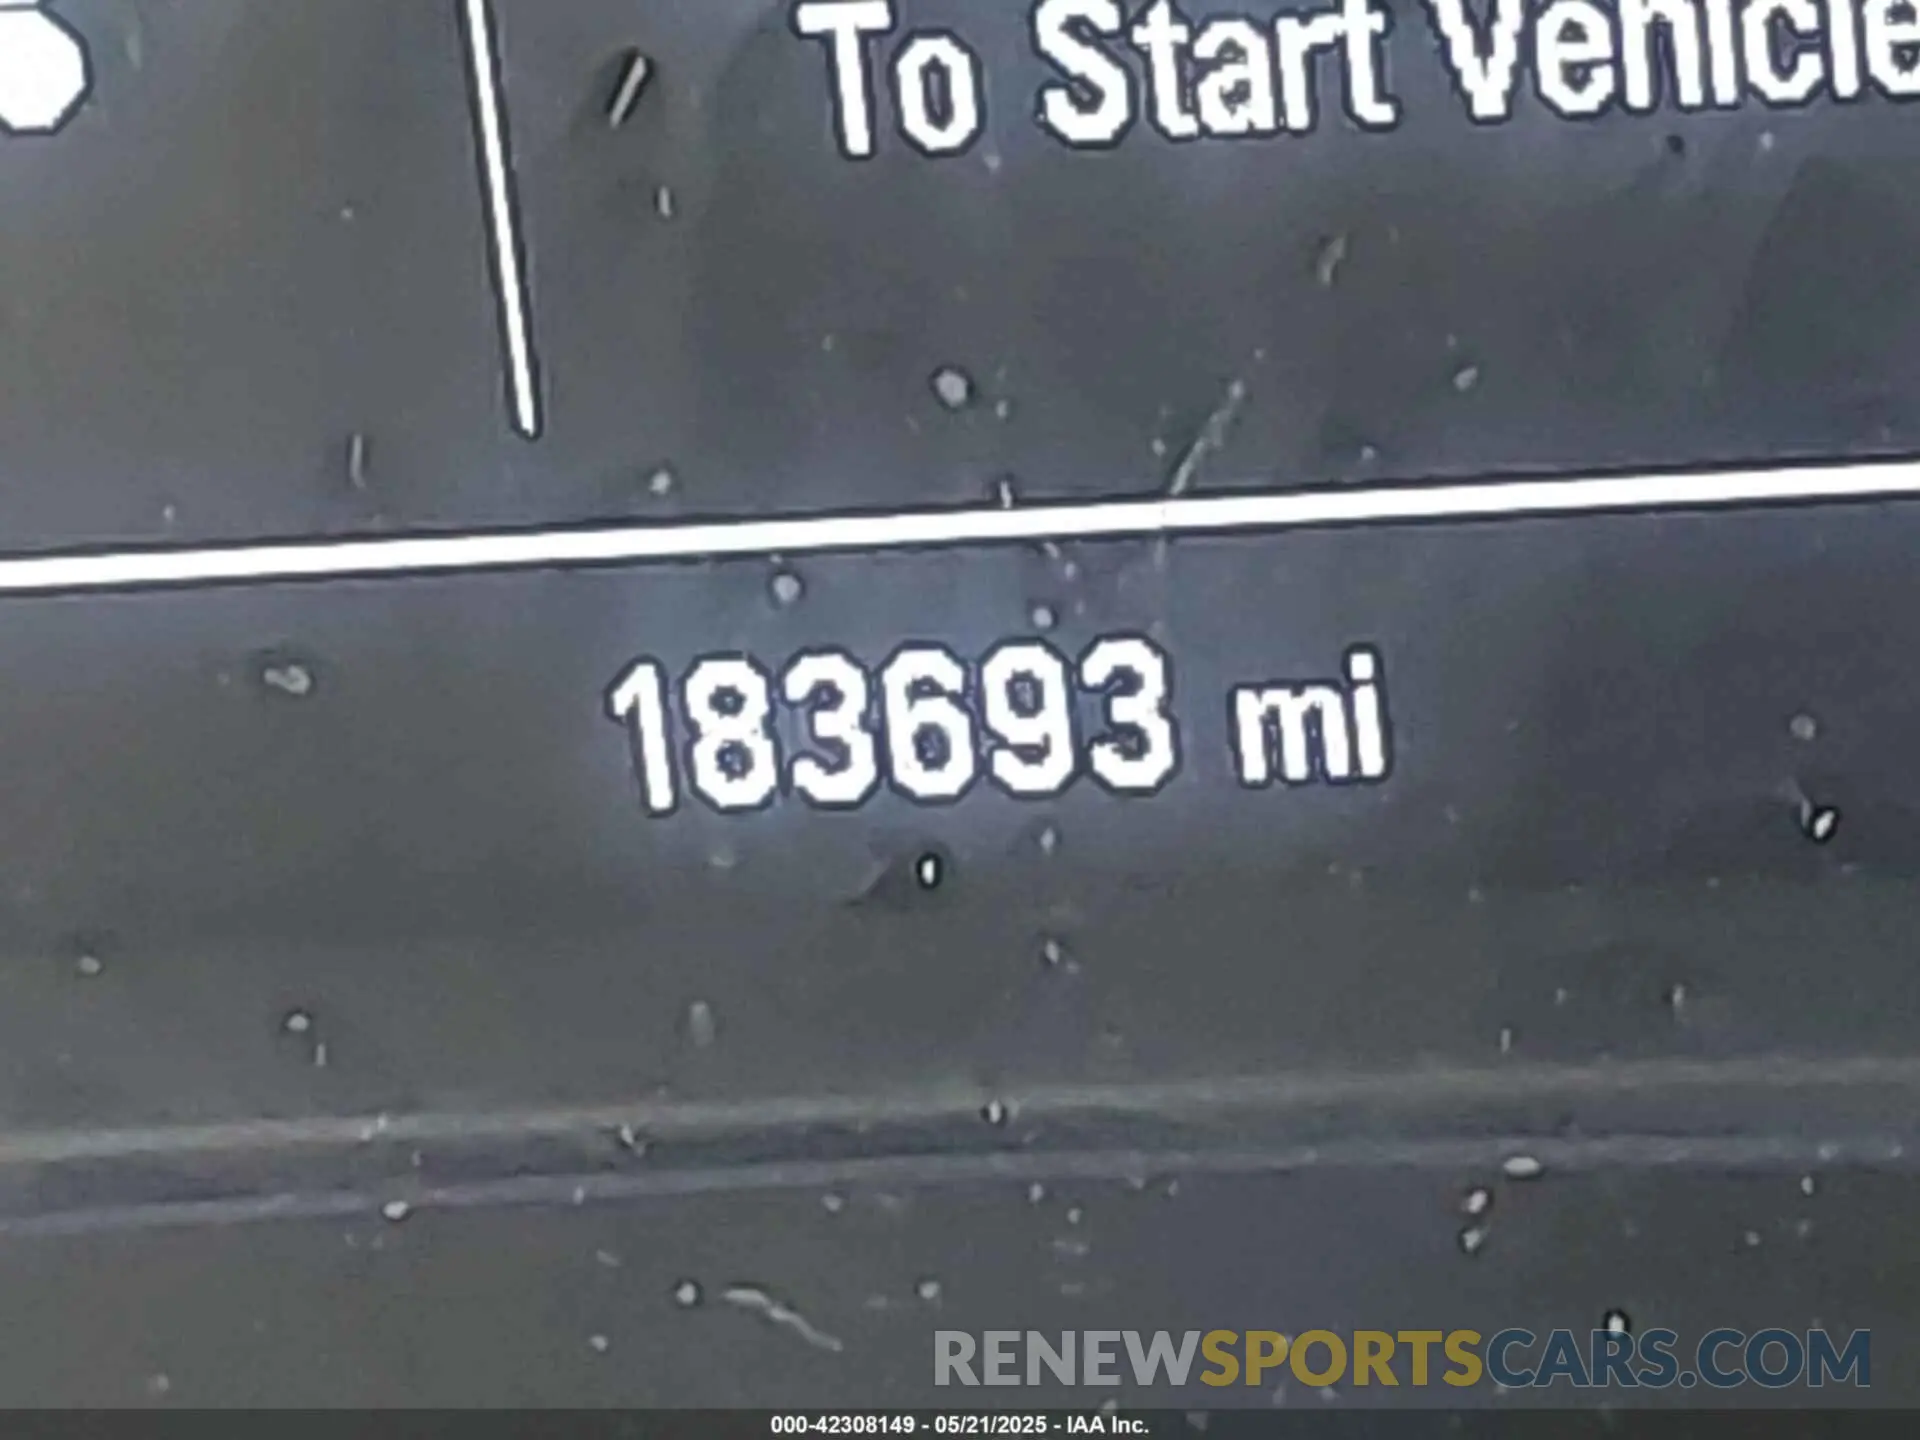 To Start Vehicle
183693 mi
RENEWSPORTSCARS.COM
000-42308149 - 05/21/2025 - IAA Inc.